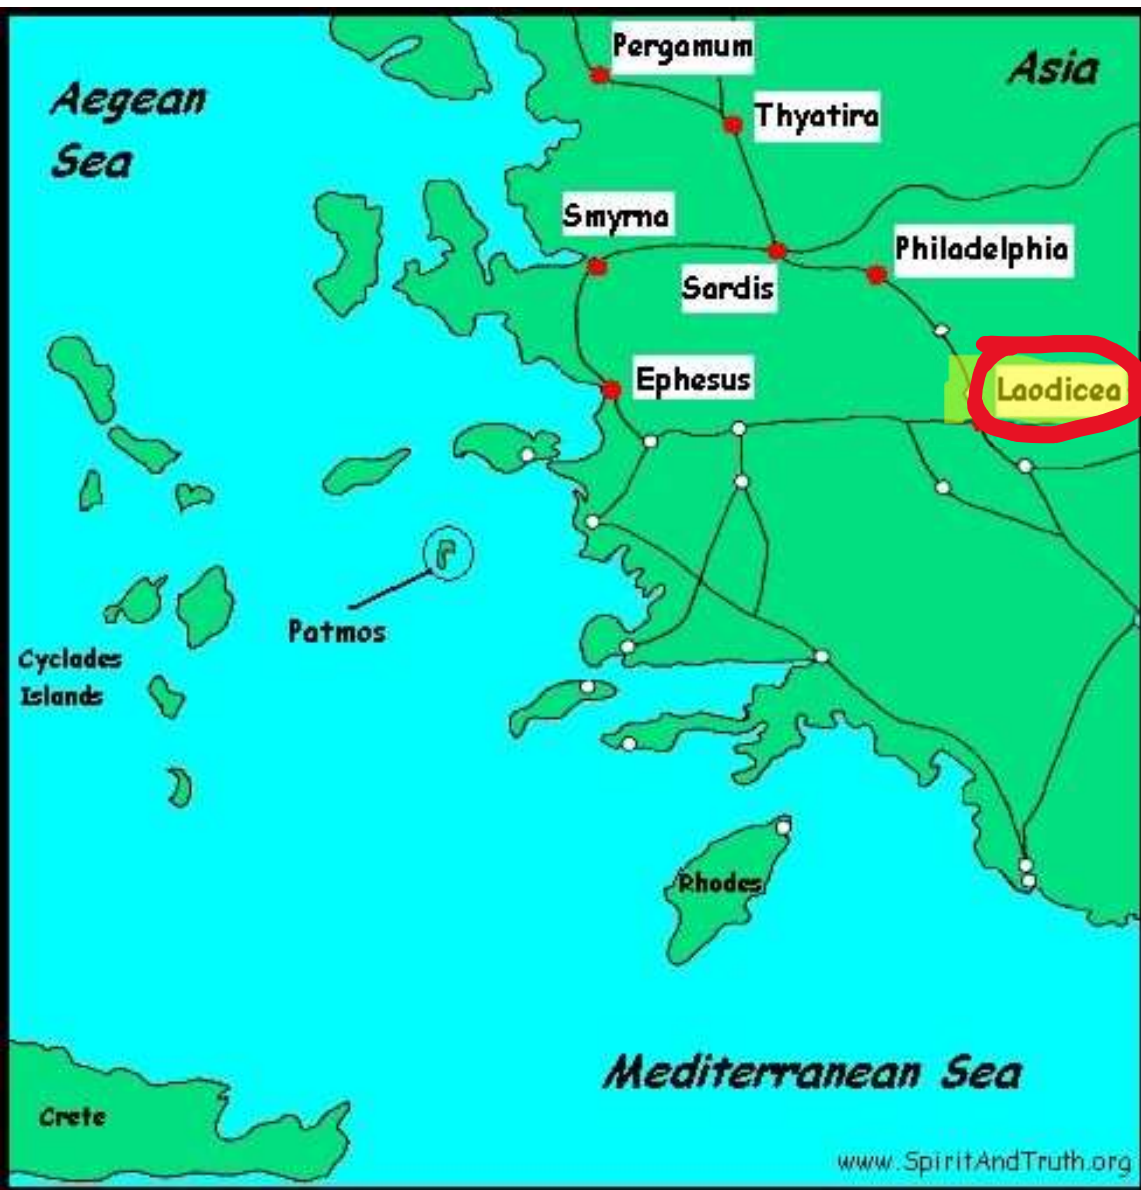 Pergamum
Asia
Aegean
Sea
Thyatira
Smyrna
Philadelphia
Sardis
Ephesus
Laodicea
Patmos
Cyclades
Islands
Rhodes
Mediterranean Sea
Crete
www.SpiritAndTruth.org